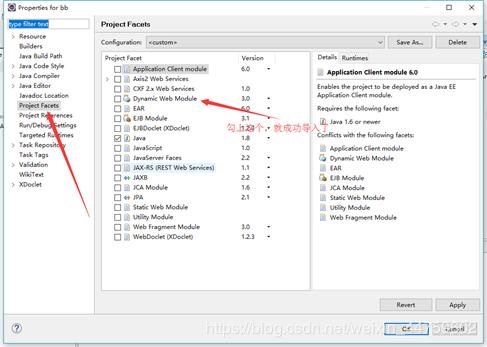 Properties for bb
type filter text
Resource
Builders
Java Build Path
Java Code Style
Java Compiler
Java Editor
Javadoc Location
Project Facets
Project References
Run/Debug Settings
Targeted Runtimes
Task Repository
Task Tags
Validation
WikiText
XDoclet
Project Facets
Configuration: <custom>
Save As...
Delete
Project Facet Version
Application Client module 6.0
Axis2 Web Services
CXF 2.x Web Services 1.0
Dynamic Web Module 3.0
EAR 6.0
EJB Module 3.1
EJBDoclet (XDoclet) 1.2.
Java 1.8
JavaScript 1.0
JavaServer Faces 2.2
JAX-RS (REST Web Services) 1.1
JAXB 2.2
JCA Module 1.6
JPA 2.1
Static Web Module
Utility Module
Web Fragment Module 3.0
WebDoclet (XDoclet) 1.2.3
勾上 个，就成功导入了
Details Runtimes
Application Client module 6.0
Enables the project to be deployed as a Java EE
Application Client module.
Requires the following facet:
Java 1.6 or newer
Conflicts with the following facets:
Application Client module
Dynamic Web Module
EAR
EJB Module
JCA Module
Static Web Module
Utility Module
Web Fragment Module
Revert
Apply
OK
Cancel